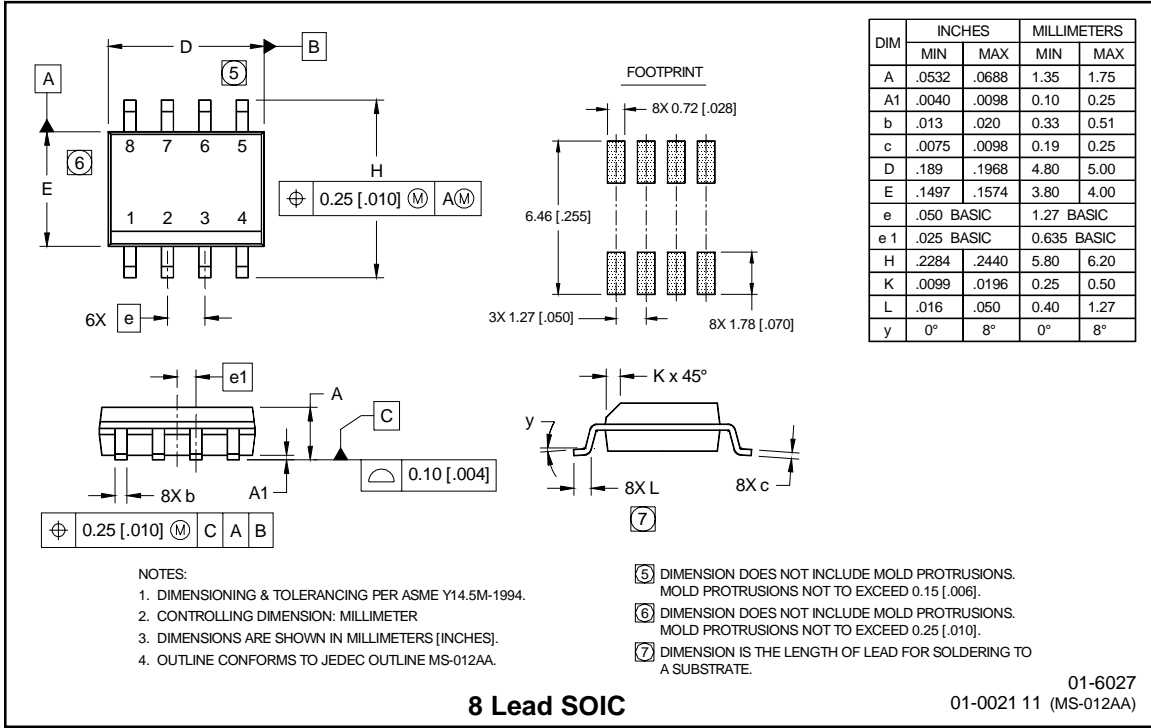 D
B
5
A
8 7 6 5
6
E
H
⌖ 0.25 [.010] Ⓜ AⓂ
1 2 3 4
6X e
FOOTPRINT
8X 0.72 [.028]
6.46 [.255]
3X 1.27 [.050]
8X 1.78 [.070]
DIM INCHES MILLIMETERS
MIN MAX MIN MAX
A .0532 .0688 1.35 1.75
A1 .0040 .0098 0.10 0.25
b .013 .020 0.33 0.51
c .0075 .0098 0.19 0.25
D .189 .1968 4.80 5.00
E .1497 .1574 3.80 4.00
e .050 BASIC 1.27 BASIC
e 1 .025 BASIC 0.635 BASIC
H .2284 .2440 5.80 6.20
K .0099 .0196 0.25 0.50
L .016 .050 0.40 1.27
y 0° 8° 0° 8°
e1
A
C
⌓ 0.10 [.004]
8X b
A1
⌖ 0.25 [.010] Ⓜ C A B
K x 45°
y
8X L
8X c
7
NOTES:
1. DIMENSIONING & TOLERANCING PER ASME Y14.5M-1994.
2. CONTROLLING DIMENSION: MILLIMETER
3. DIMENSIONS ARE SHOWN IN MILLIMETERS [INCHES].
4. OUTLINE CONFORMS TO JEDEC OUTLINE MS-012AA.
5 DIMENSION DOES NOT INCLUDE MOLD PROTRUSIONS.
MOLD PROTRUSIONS NOT TO EXCEED 0.15 [.006].
6 DIMENSION DOES NOT INCLUDE MOLD PROTRUSIONS.
MOLD PROTRUSIONS NOT TO EXCEED 0.25 [.010].
7 DIMENSION IS THE LENGTH OF LEAD FOR SOLDERING TO
A SUBSTRATE.
8 Lead SOIC
01-6027
01-0021 11 (MS-012AA)